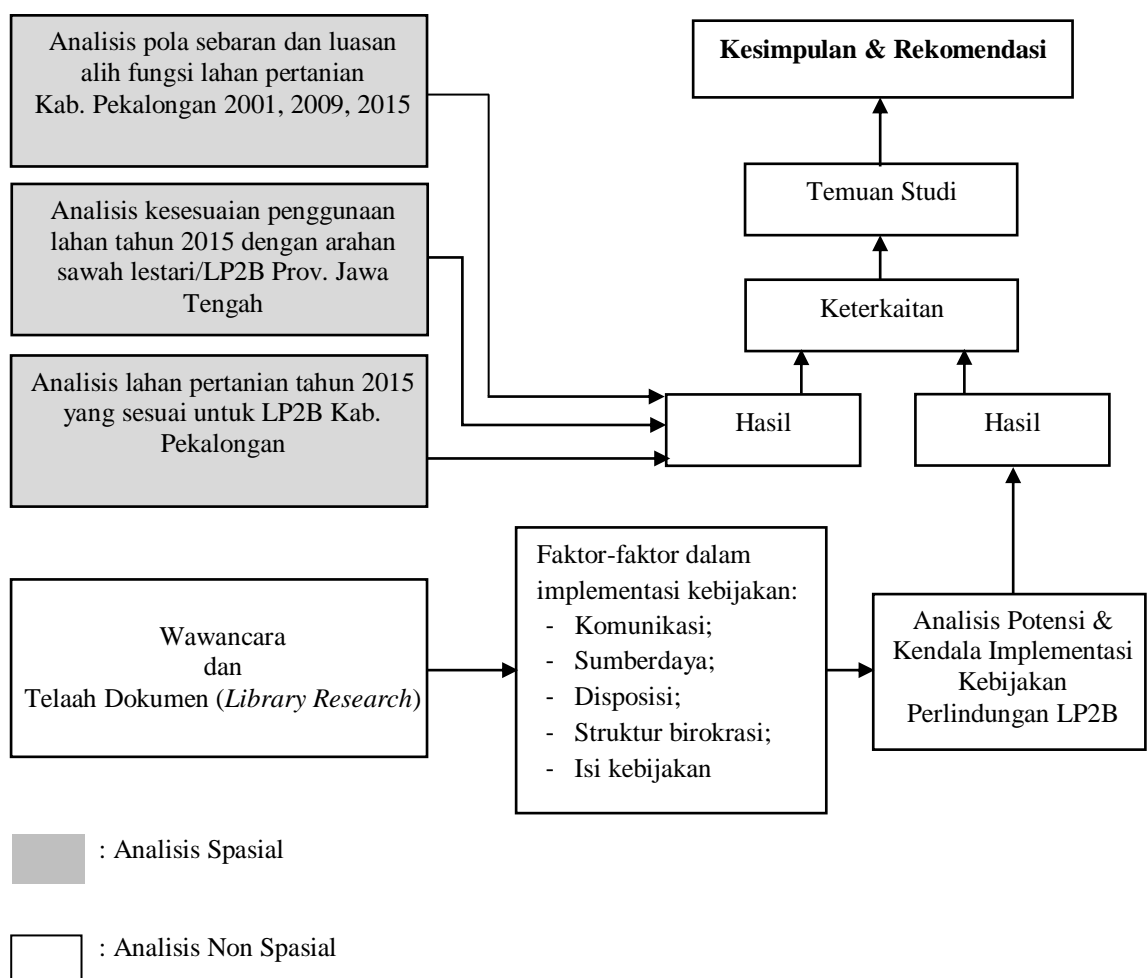 Analisis pola sebaran dan luasan
alih fungsi lahan pertanian
Kab. Pekalongan 2001, 2009, 2015
Kesimpulan & Rekomendasi
Temuan Studi
Analisis kesesuaian penggunaan
lahan tahun 2015 dengan arahan
sawah lestari/LP2B Prov. Jawa
Tengah
Keterkaitan
Analisis lahan pertanian tahun 2015
yang sesuai untuk LP2B Kab.
Pekalongan
Hasil
Hasil
Wawancara
dan
Telaah Dokumen (Library Research)
Faktor-faktor dalam
implementasi kebijakan:
- Komunikasi;
- Sumberdaya;
- Disposisi;
- Struktur birokrasi;
- Isi kebijakan
Analisis Potensi &
Kendala Implementasi
Kebijakan
Perlindungan LP2B
: Analisis Spasial
: Analisis Non Spasial